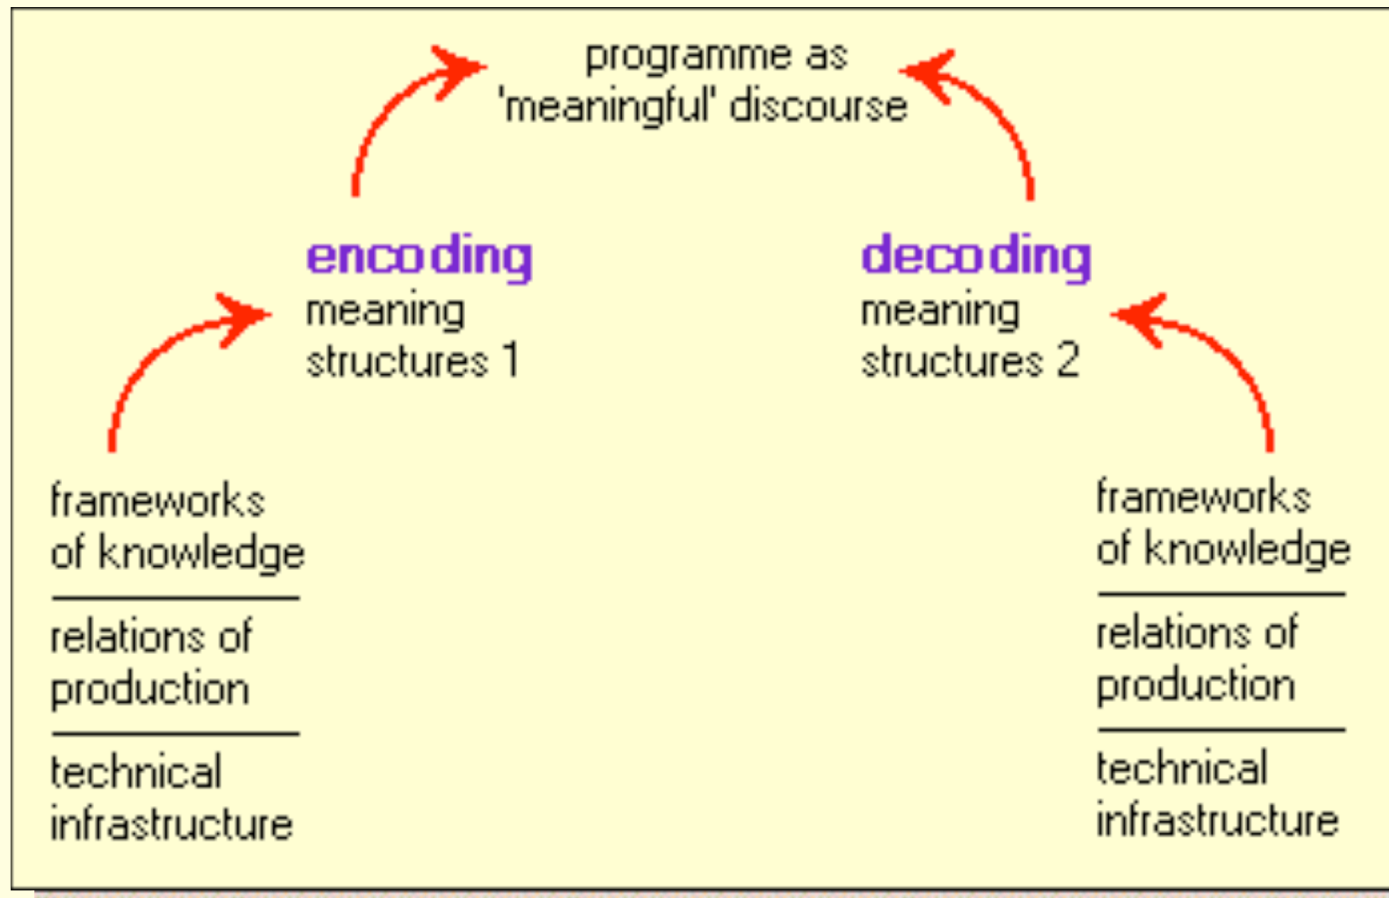 programme as
'meaningful' discourse
encoding
meaning
structures 1
decoding
meaning
structures 2
frameworks
of knowledge
relations of
production
technical
infrastructure
frameworks
of knowledge
relations of
production
technical
infrastructure